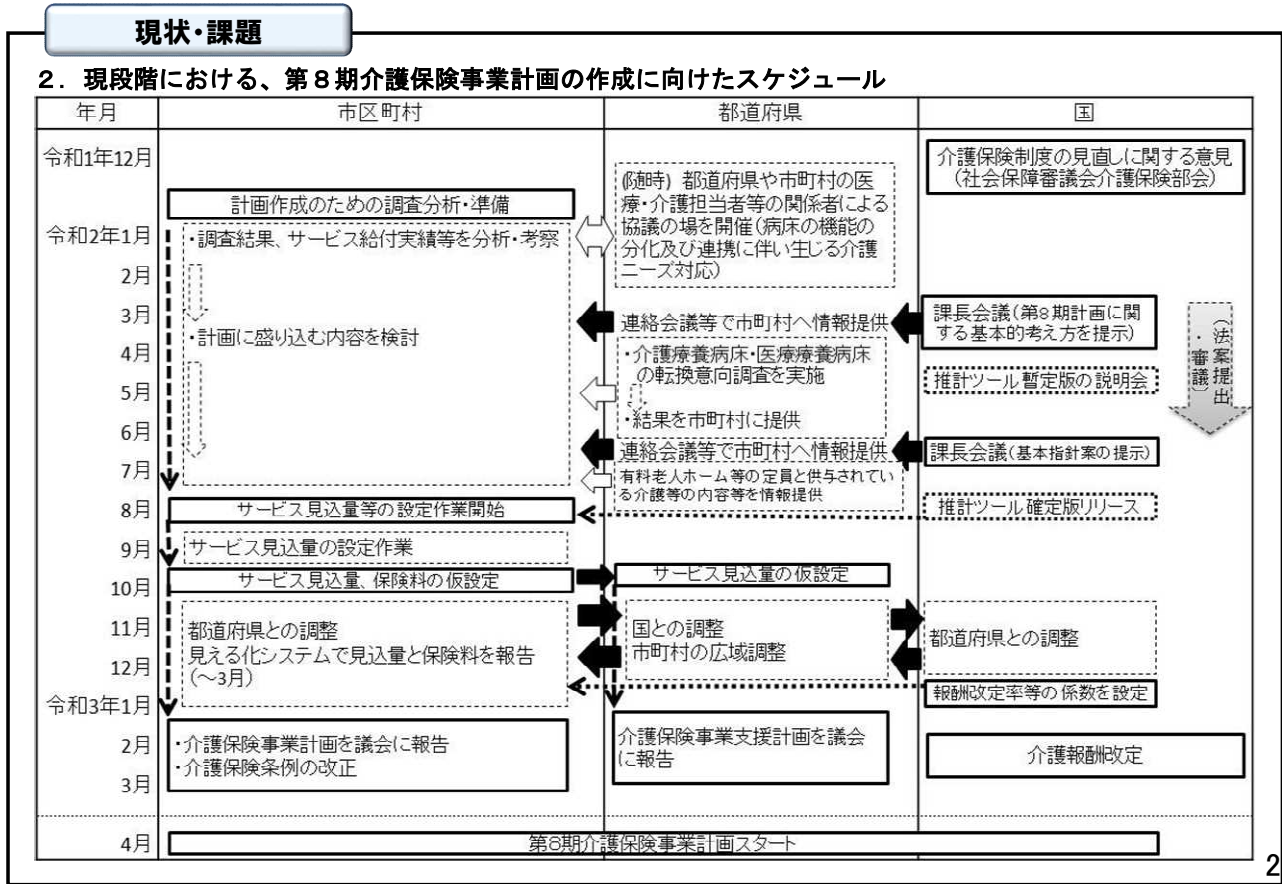 現状・課題
2．現段階における、第８期介護保険事業計画の作成に向けたスケジュール
年月
市区町村
都道府県
国
令和1年12月
令和2年1月
2月
3月
4月
5月
6月
7月
8月
9月
10月
11月
12月
令和3年1月
2月
3月
4月
計画作成のための調査分析・準備
・調査結果、サービス給付実績等を分析・考察
・計画に盛り込む内容を検討
サービス見込量等の設定作業開始
サービス見込量の設定作業
サービス見込量、保険料の仮設定
都道府県との調整
見える化システムで見込量と保険料を報告
（～3月）
・介護保険事業計画を議会に報告
・介護保険条例の改正
（随時） 都道府県や市町村の医
療・介護担当者等の関係者による
協議の場を開催（病床の機能の
分化及び連携に伴い生じる介護
ニーズ対応）
連絡会議等で市町村へ情報提供
・介護療養病床・医療療養病床
の転換意向調査を実施
・結果を市町村に提供
連絡会議等で市町村へ情報提供
有料老人ホーム等の定員と供与されてい
る介護等の内容等を情報提供
サービス見込量の仮設定
国との調整
市町村の広域調整
介護保険事業支援計画を議会
に報告
介護保険制度の見直しに関する意見
（社会保障審議会介護保険部会）
課長会議（第8期計画に関
する基本的考え方を提示）
推計ツール暫定版の説明会
課長会議（基本指針案の提示）
推計ツール確定版リリース
（法案提出
・審議）
都道府県との調整
報酬改定率等の係数を設定
介護報酬改定
第8期介護保険事業計画スタート
2